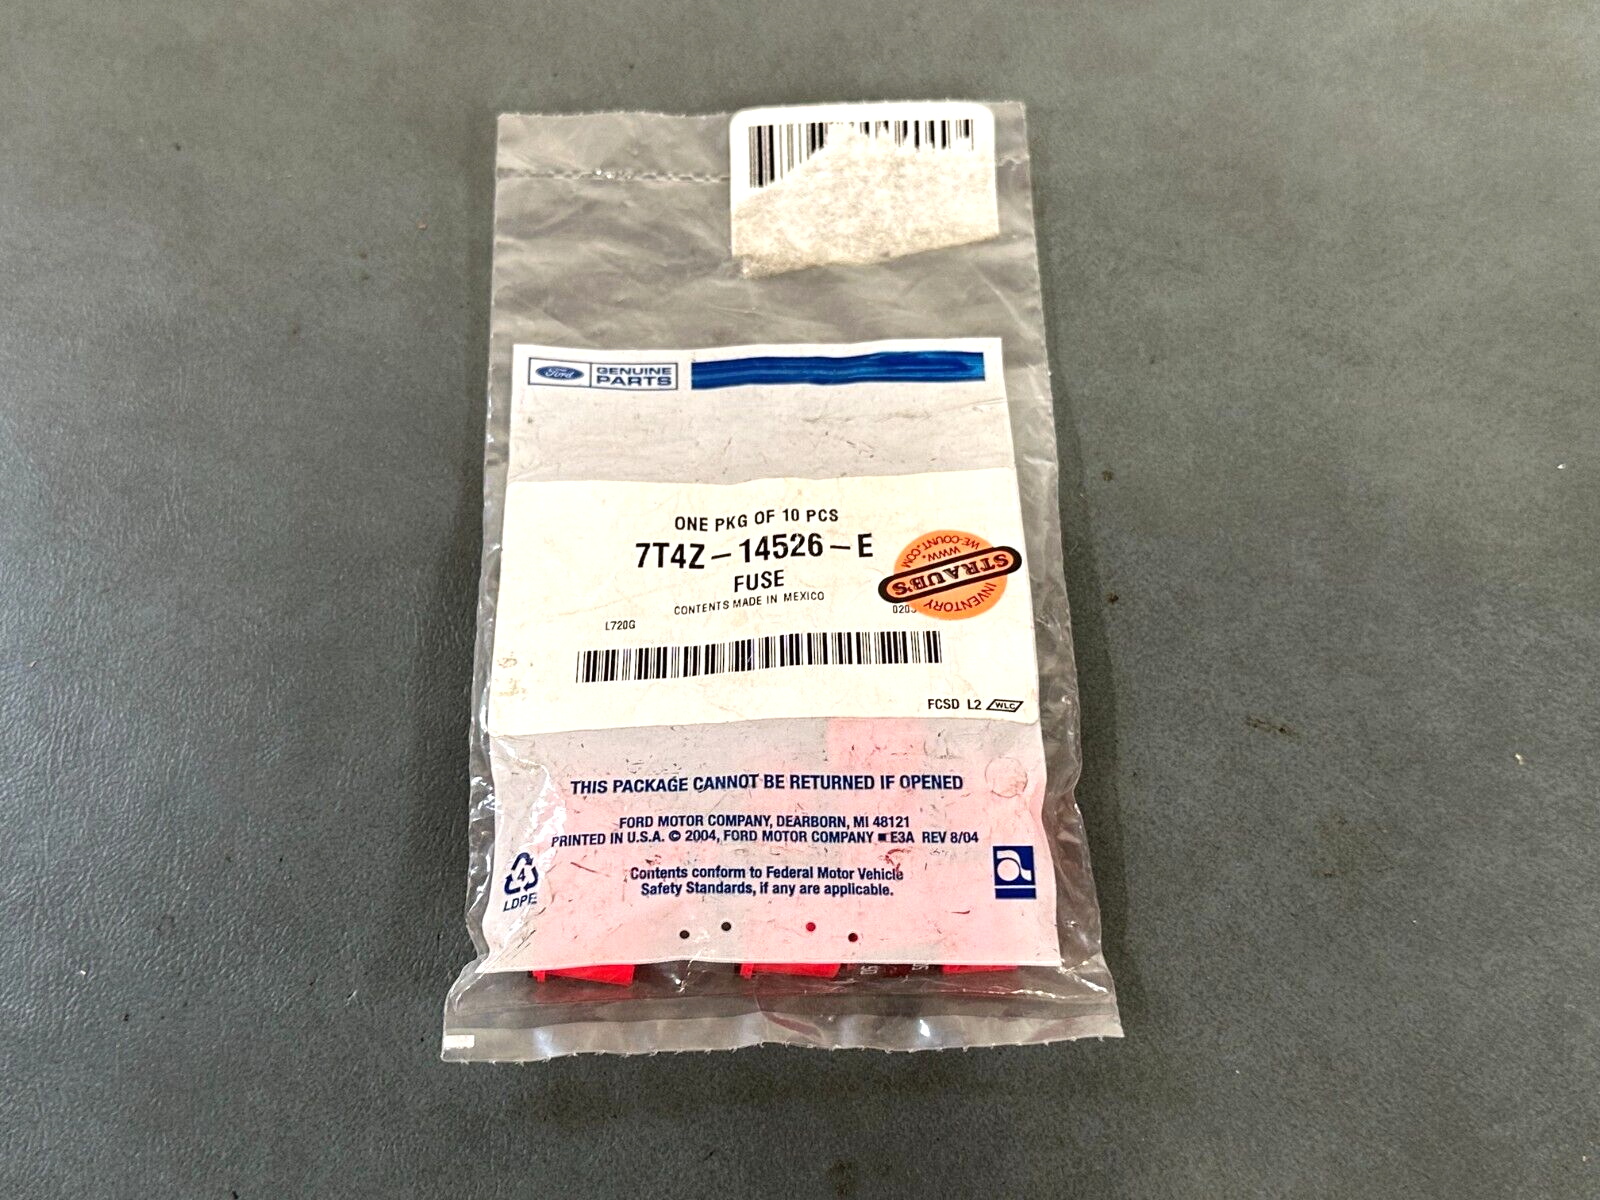 Ford GENUINE
PARTS
ONE PKG OF 10 PCS
7T4Z-14526-E
FUSE
CONTENTS MADE IN MEXICO
L720G
STRAUB'S
INVENTORY
WWW.
WE-COUNT.COM
FCSD L2 WLC
THIS PACKAGE CANNOT BE RETURNED IF OPENED
FORD MOTOR COMPANY, DEARBORN, MI 48121
PRINTED IN U.S.A. © 2004, FORD MOTOR COMPANY ■ E3A REV 8/04
Contents conform to Federal Motor Vehicle
Safety Standards, if any are applicable.
4
LDPE
50